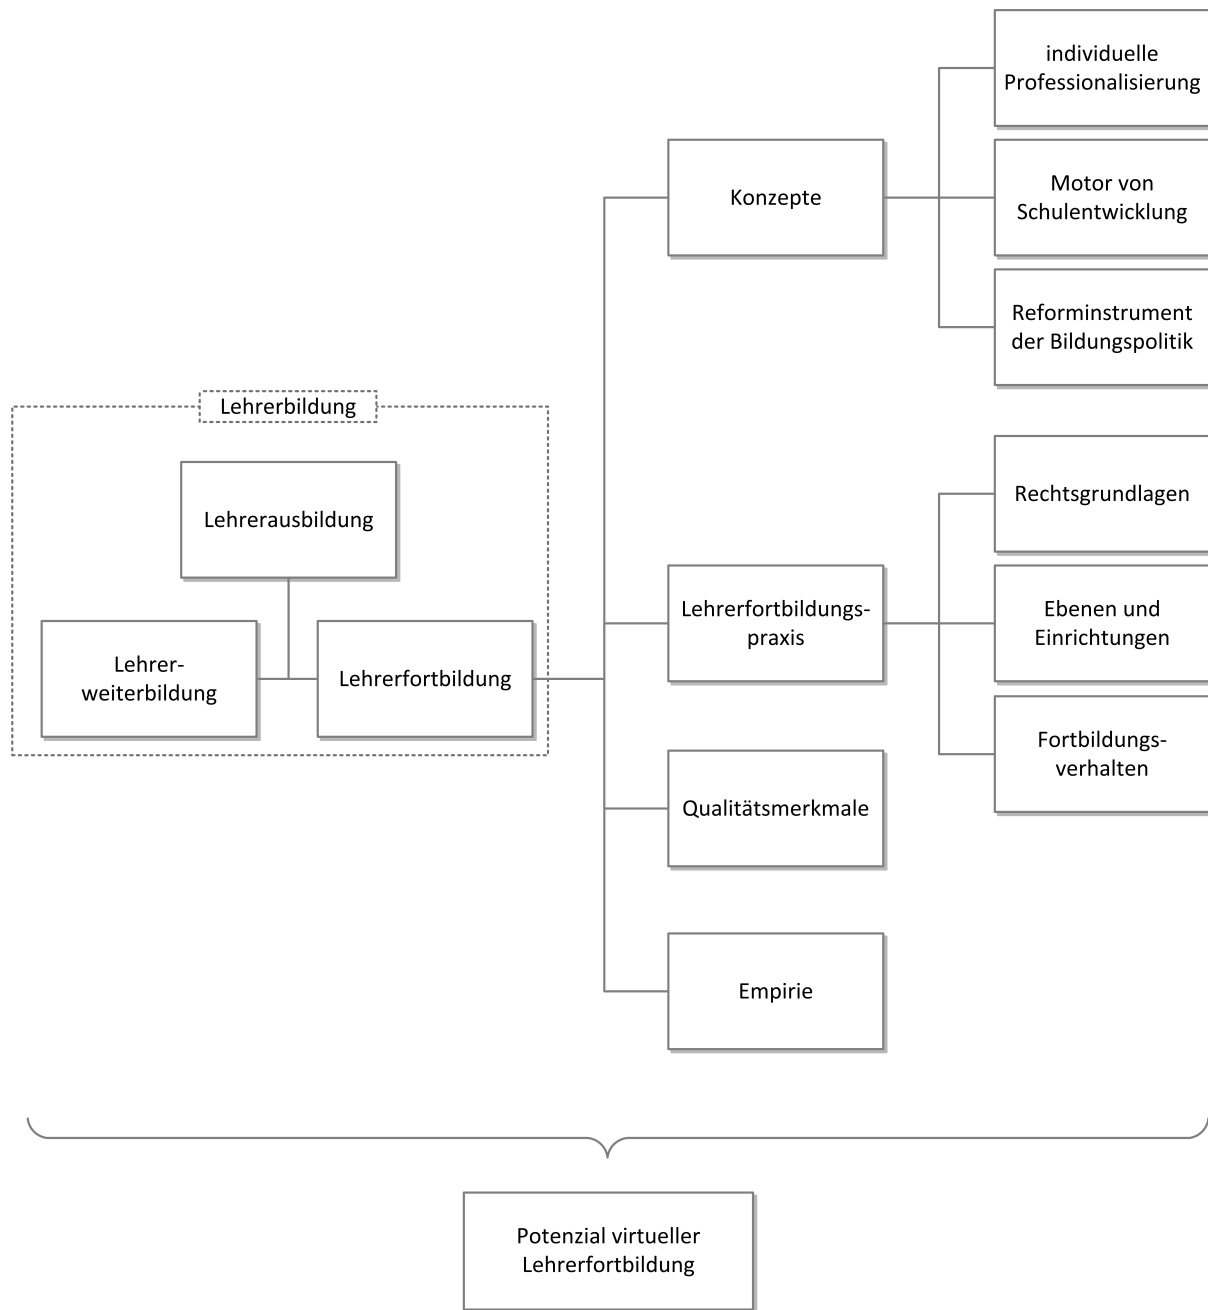 individuelle
Professionalisierung
Konzepte
Motor von
Schulentwicklung
Reforminstrument
der Bildungspolitik
Lehrerbildung
Lehrerausbildung
Lehrer-
weiterbildung
Lehrerfortbildung
Rechtsgrundlagen
Lehrerfortbildungs-
praxis
Ebenen und
Einrichtungen
Fortbildungs-
verhalten
Qualitätsmerkmale
Empirie
Potenzial virtueller
Lehrerfortbildung